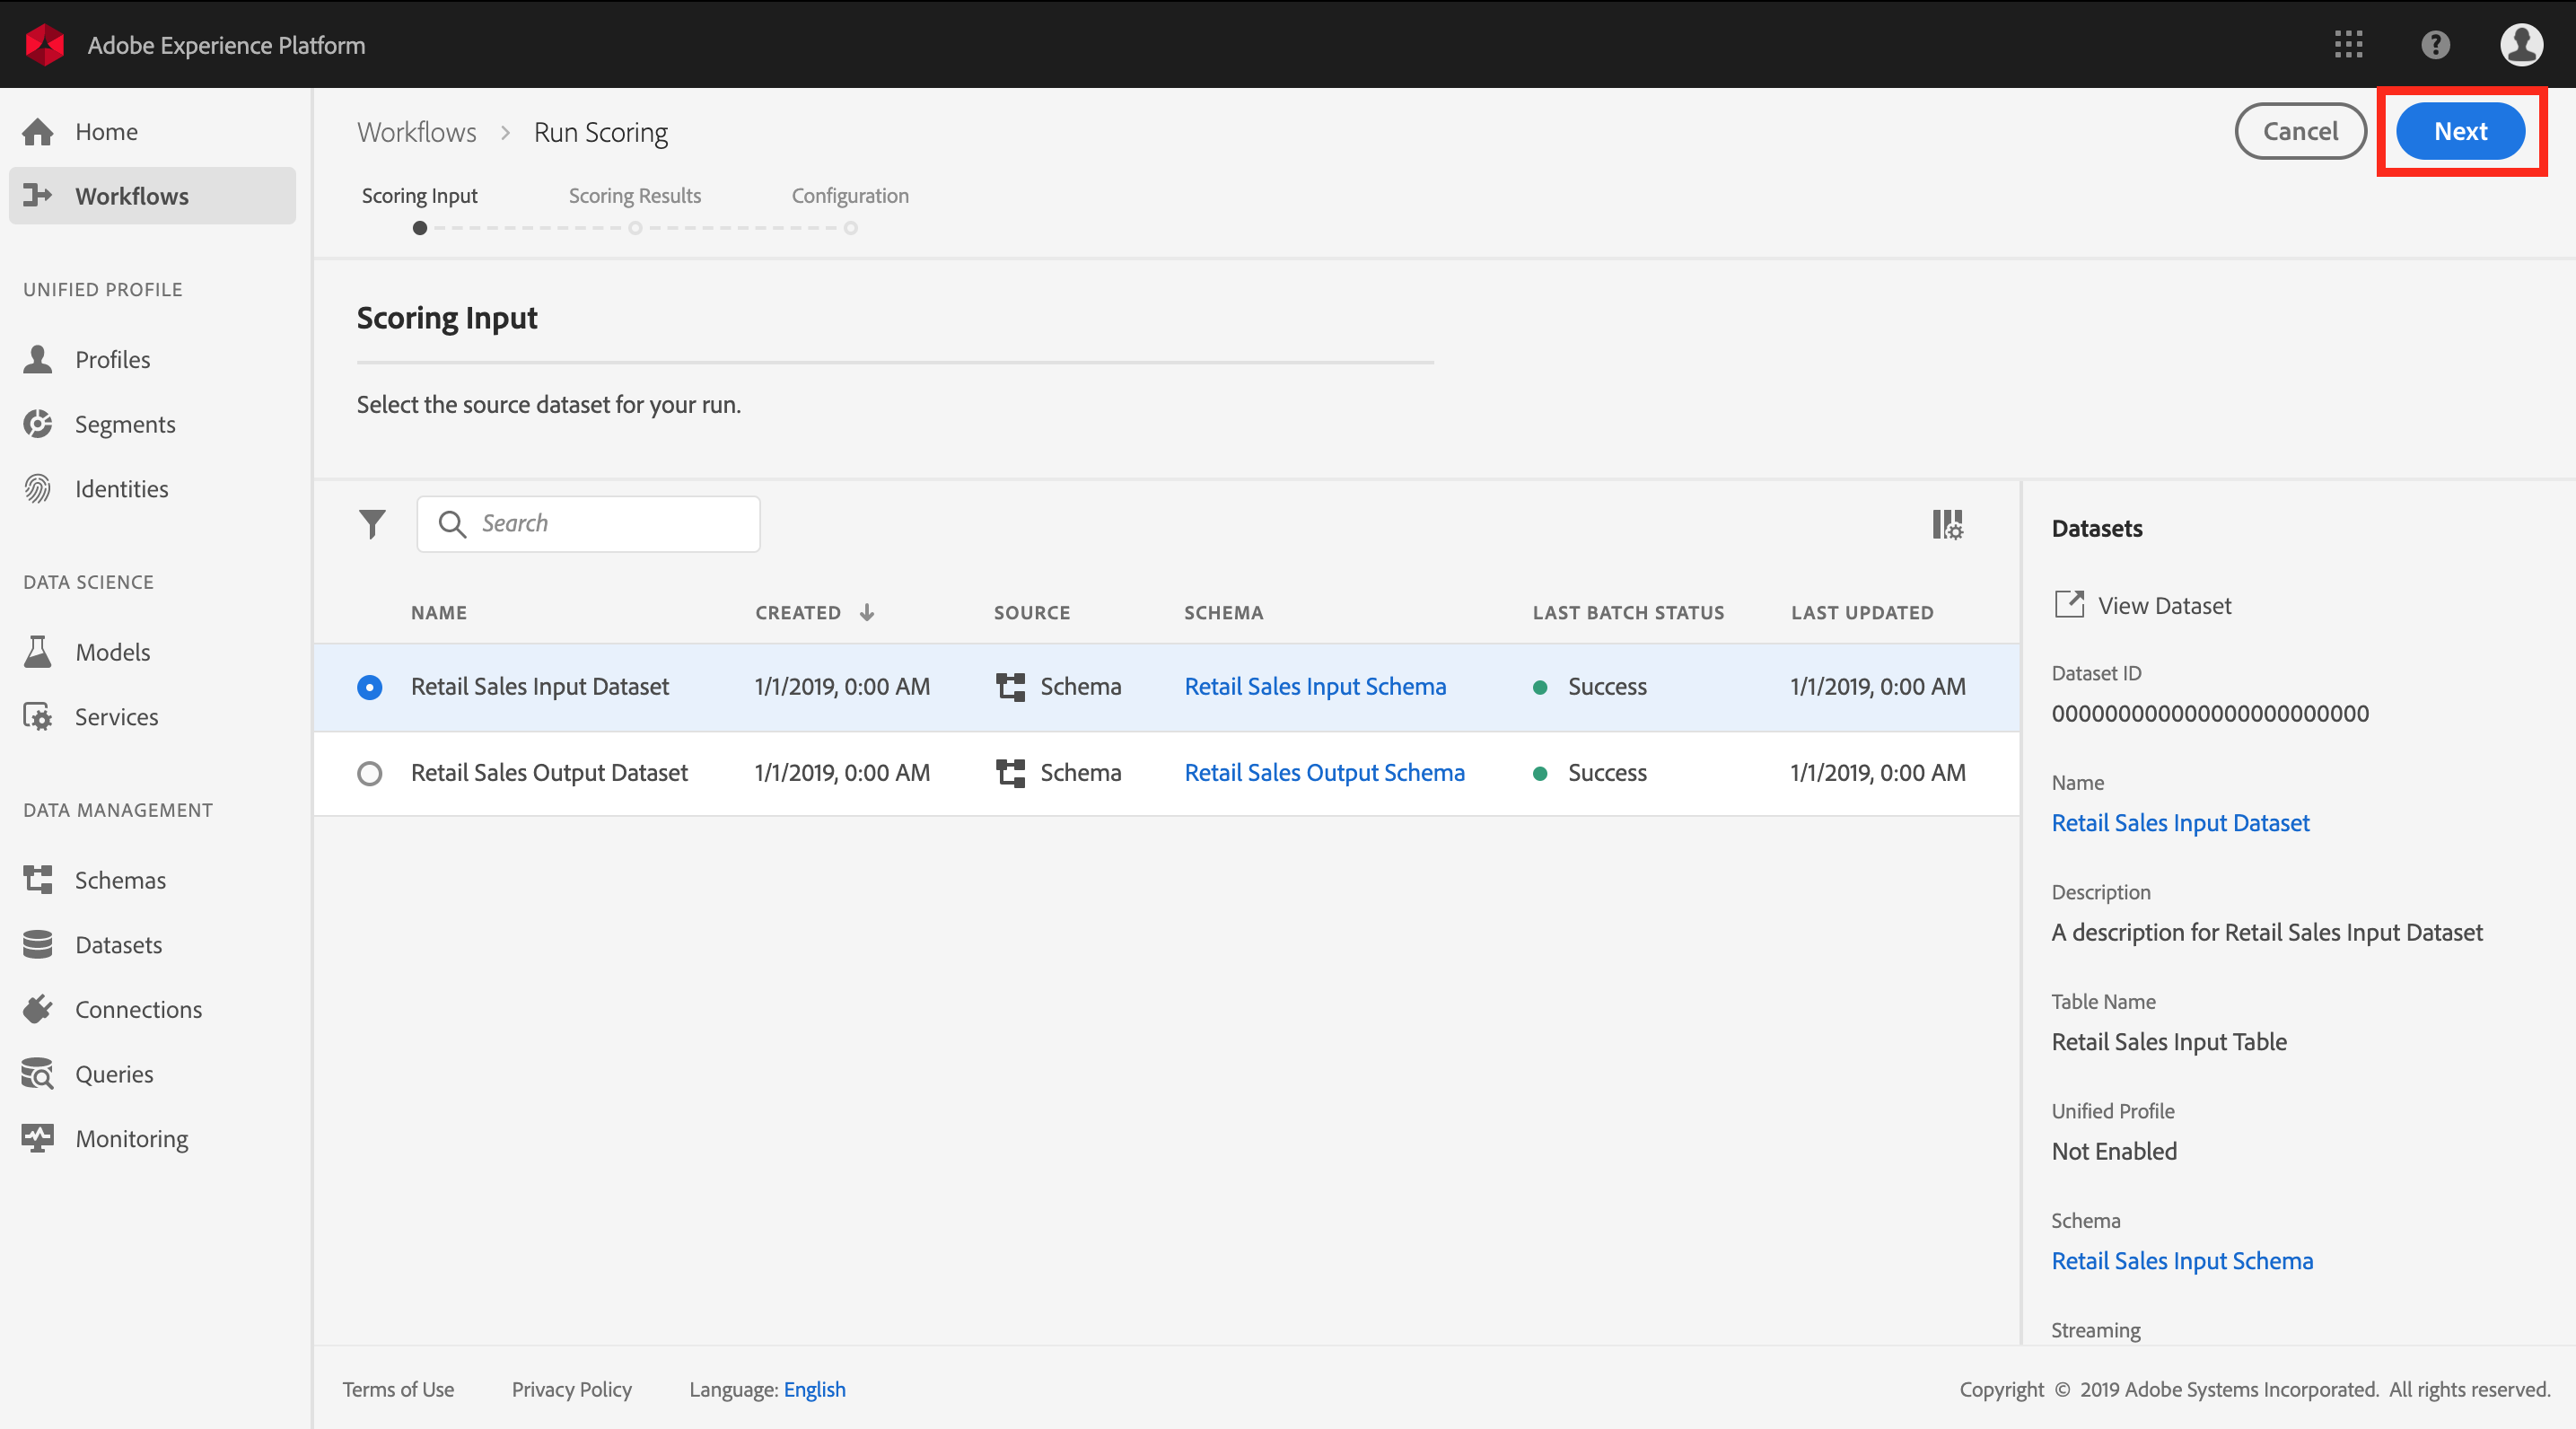 Adobe Experience Platform
Home
Workflows
UNIFIED PROFILE
Profiles
Segments
Identities
DATA SCIENCE
Models
Services
DATA MANAGEMENT
Schemas
Datasets
Connections
Queries
Monitoring
Workflows > Run Scoring
Cancel
Next
Scoring Input Scoring Results Configuration
Scoring Input
Select the source dataset for your run.
Search
NAME CREATED SOURCE SCHEMA LAST BATCH STATUS LAST UPDATED
Retail Sales Input Dataset 1/1/2019, 0:00 AM Schema Retail Sales Input Schema Success 1/1/2019, 0:00 AM
Retail Sales Output Dataset 1/1/2019, 0:00 AM Schema Retail Sales Output Schema Success 1/1/2019, 0:00 AM
Datasets
View Dataset
Dataset ID
000000000000000000000000
Name
Retail Sales Input Dataset
Description
A description for Retail Sales Input Dataset
Table Name
Retail Sales Input Table
Unified Profile
Not Enabled
Schema
Retail Sales Input Schema
Streaming
Terms of Use Privacy Policy Language: English Copyright © 2019 Adobe Systems Incorporated. All rights reserved.